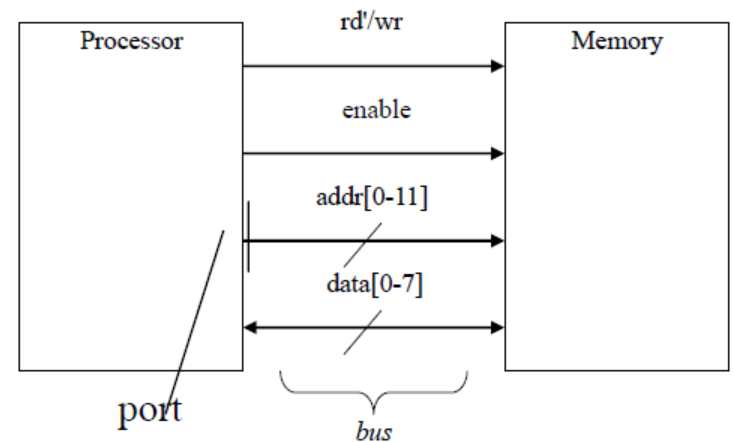 rd'/wr
Processor
Memory
enable
addr[0-11]
data[0-7]
port
bus